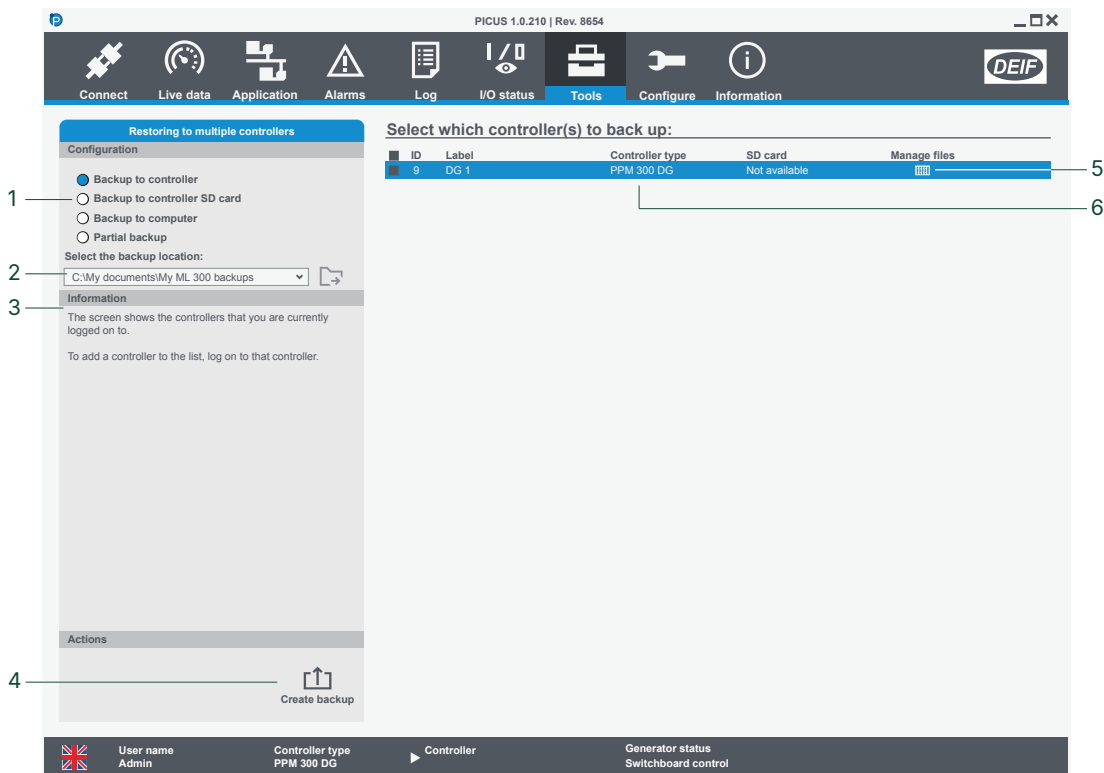 PICUS 1.0.210 | Rev. 8654
Connect Live data Application Alarms Log I/O status Tools Configure Information
DEIF
Restoring to multiple controllers
Configuration
Backup to controller
1 Backup to controller SD card
Backup to computer
Partial backup
Select the backup location:
2 C:\My documents\My ML 300 backups
Information
3
The screen shows the controllers that you are currently
logged on to.
To add a controller to the list, log on to that controller.
Actions
4
Create backup
Select which controller(s) to back up:
ID Label Controller type SD card Manage files
9 DG 1 PPM 300 DG Not available 5
6
User name Controller type Controller Generator status
Admin PPM 300 DG Switchboard control